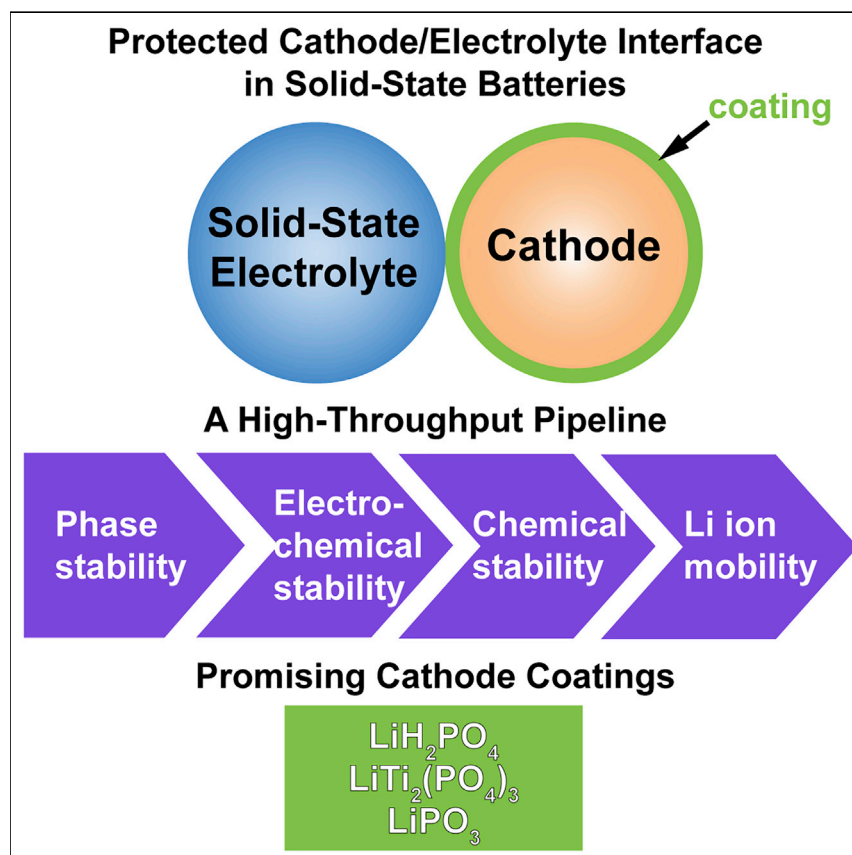 Protected Cathode/Electrolyte Interface
in Solid-State Batteries
coating
Solid-State
Electrolyte
Cathode
A High-Throughput Pipeline
Phase
stability
Electro-
chemical
stability
Chemical
stability
Li ion
mobility
Promising Cathode Coatings
LiH₂PO₄
LiTi₂(PO₄)₃
LiPO₃